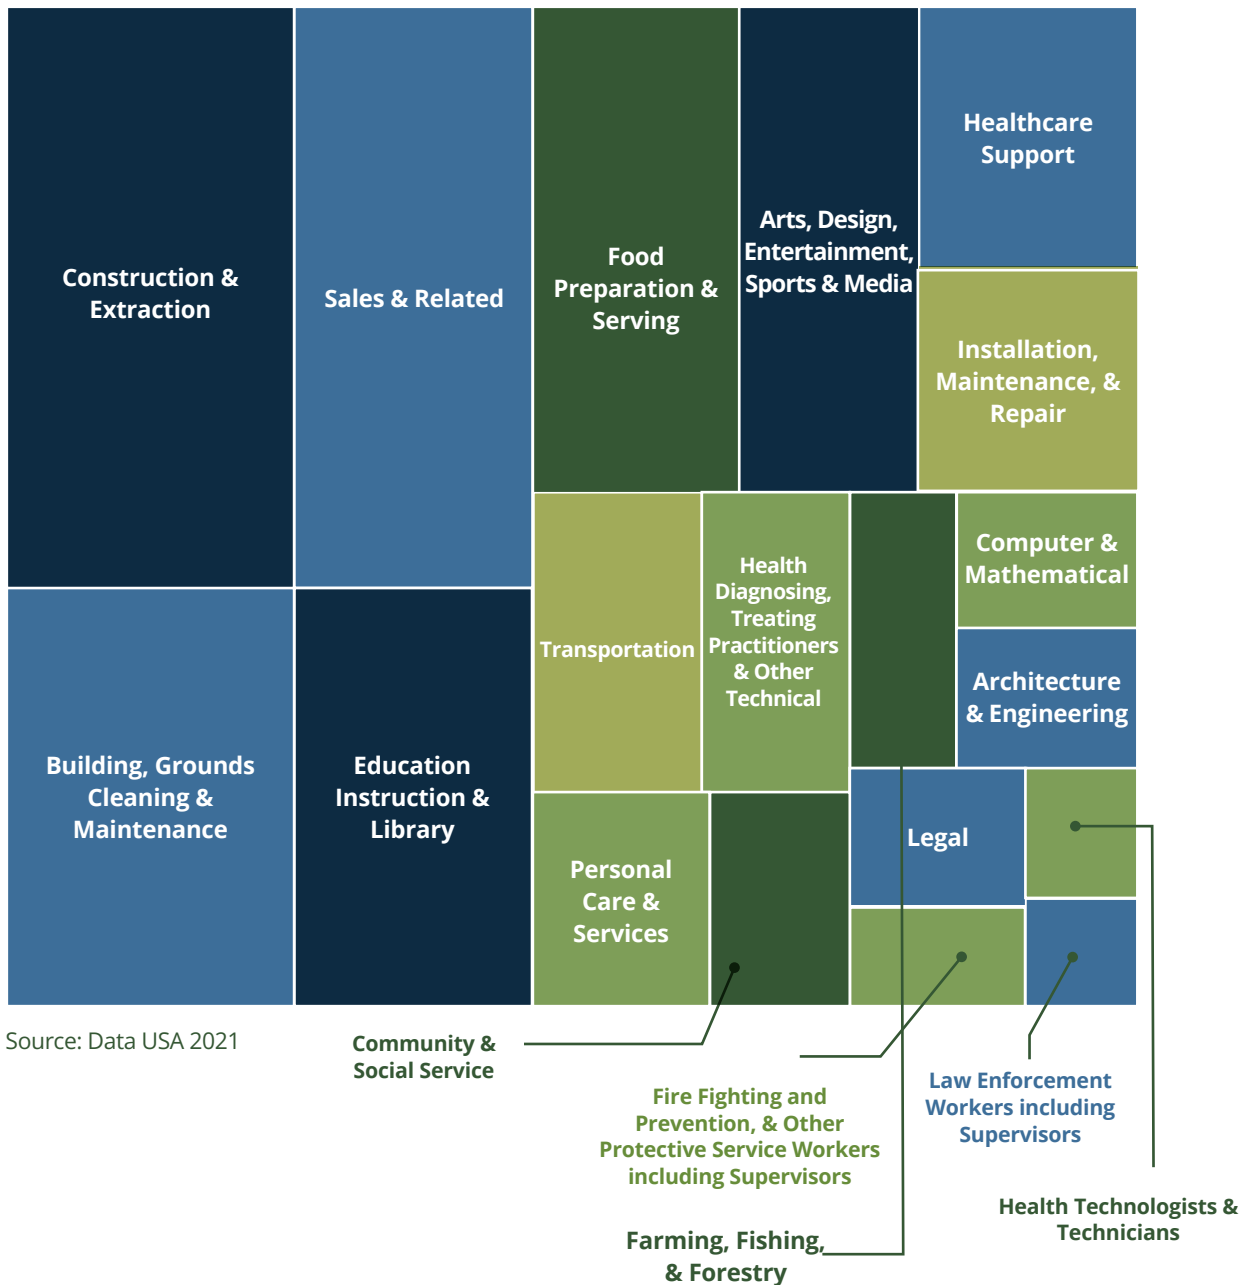 Construction &
Extraction
Sales & Related
Food
Preparation &
Serving
Arts, Design,
Entertainment,
Sports & Media
Healthcare
Support
Installation,
Maintenance, &
Repair
Building, Grounds
Cleaning &
Maintenance
Education
Instruction &
Library
Transportation
Health
Diagnosing,
Treating
Practitioners
& Other
Technical
Computer &
Mathematical
Architecture
& Engineering
Personal
Care &
Services
Legal
Source: Data USA 2021
Community &
Social Service
Fire Fighting and
Prevention, & Other
Protective Service Workers
including Supervisors
Law Enforcement
Workers including
Supervisors
Health Technologists &
Technicians
Farming, Fishing,
& Forestry